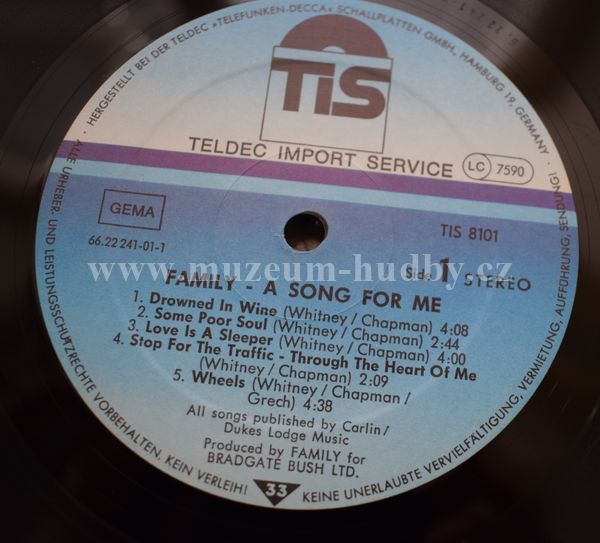 HERGESTELLT BEI DER TELDEC »TELEFUNKEN-DECCA« SCHALLPLATTEN GMBH, HAMBURG 19, GERMANY ·
TiS
TELDEC IMPORT SERVICE
LC 7590
GEMA
66.22 241-01-1
TIS 8101
Side 1 STEREO
www.muzeum-hudby.cz
FAMILY - A SONG FOR ME
1. Drowned In Wine (Whitney / Chapman) 4:08
2. Some Poor Soul (Whitney / Chapman) 2:44
3. Love Is A Sleeper (Whitney / Chapman) 4:00
4. Stop For The Traffic - Through The Heart Of Me
(Whitney / Chapman) 2:09
5. Wheels (Whitney / Chapman /
Grech) 4:38
All songs published by Carlin/
Dukes Lodge Music
Produced by FAMILY for
BRADGATE BUSH LTD.
33
· ALLE URHEBER- UND LEISTUNGSSCHUTZRECHTE VORBEHALTEN. KEIN VERLEIH!
KEINE UNERLAUBTE VERVIELFÄLTIGUNG, VERMIETUNG, AUFFÜHRUNG, SENDUNG!